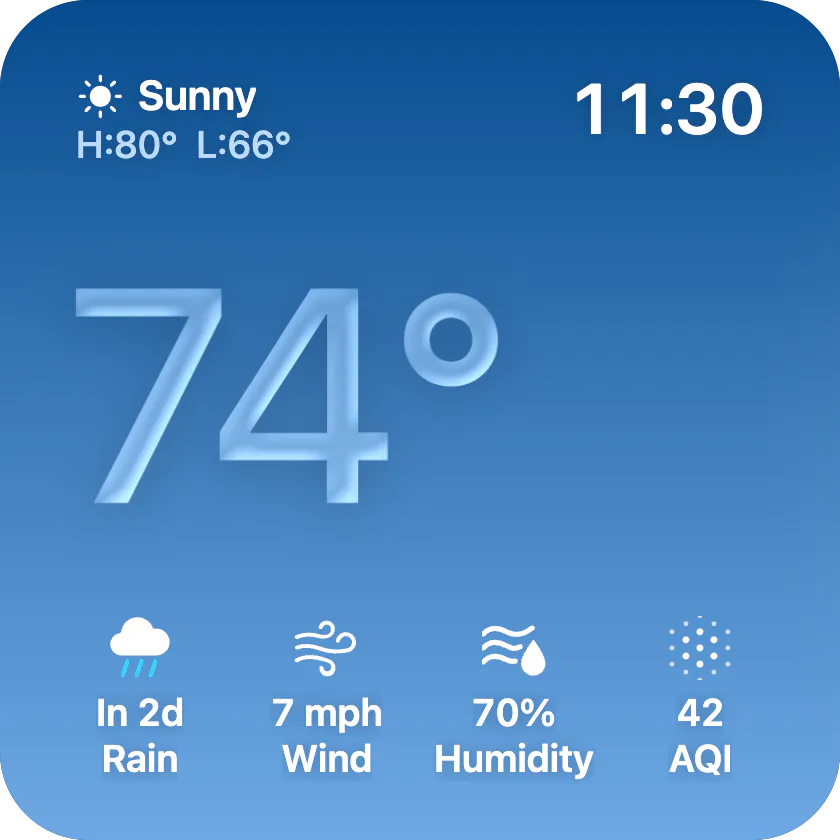 Sunny
11:30
H:80° L:66°
74°
In 2d
Rain
7 mph
Wind
70%
Humidity
42
AQI